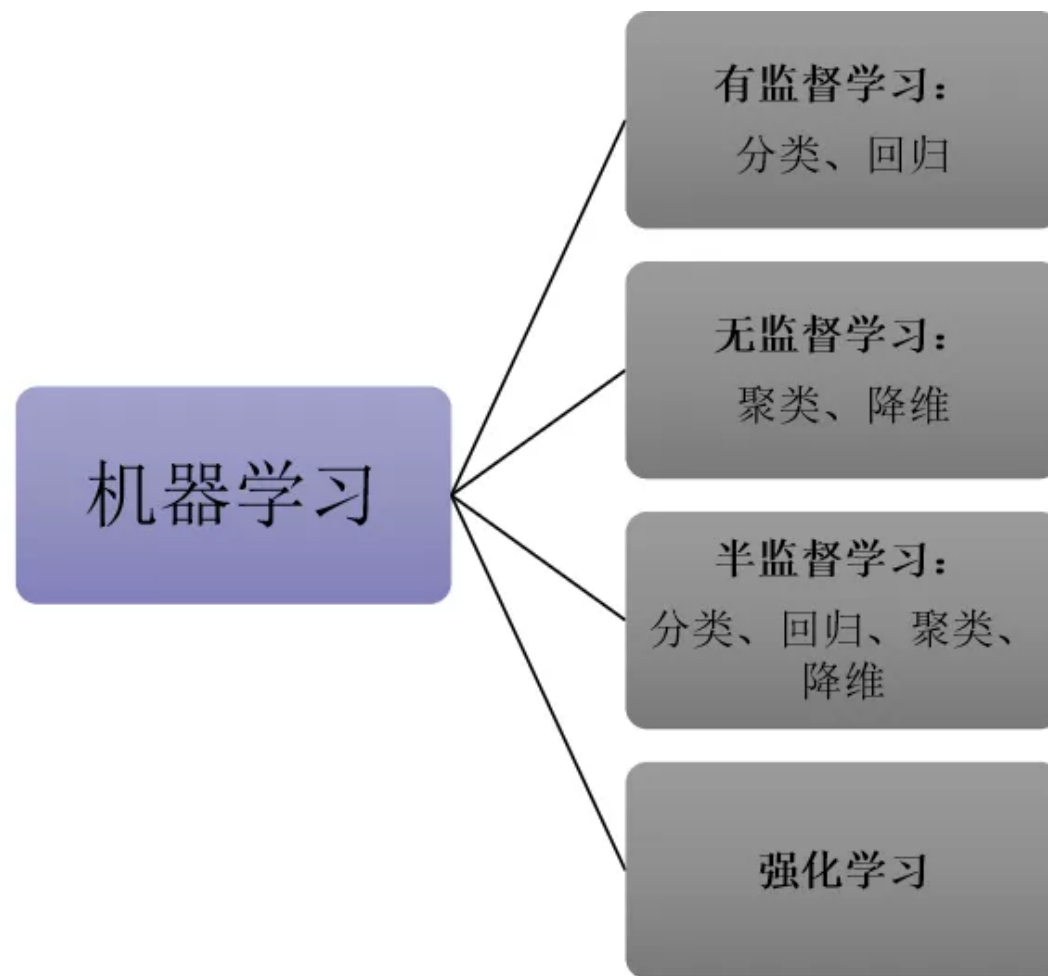 机器学习
有监督学习：
分类、回归
无监督学习：
聚类、降维
半监督学习：
分类、回归、聚类、
降维
强化学习